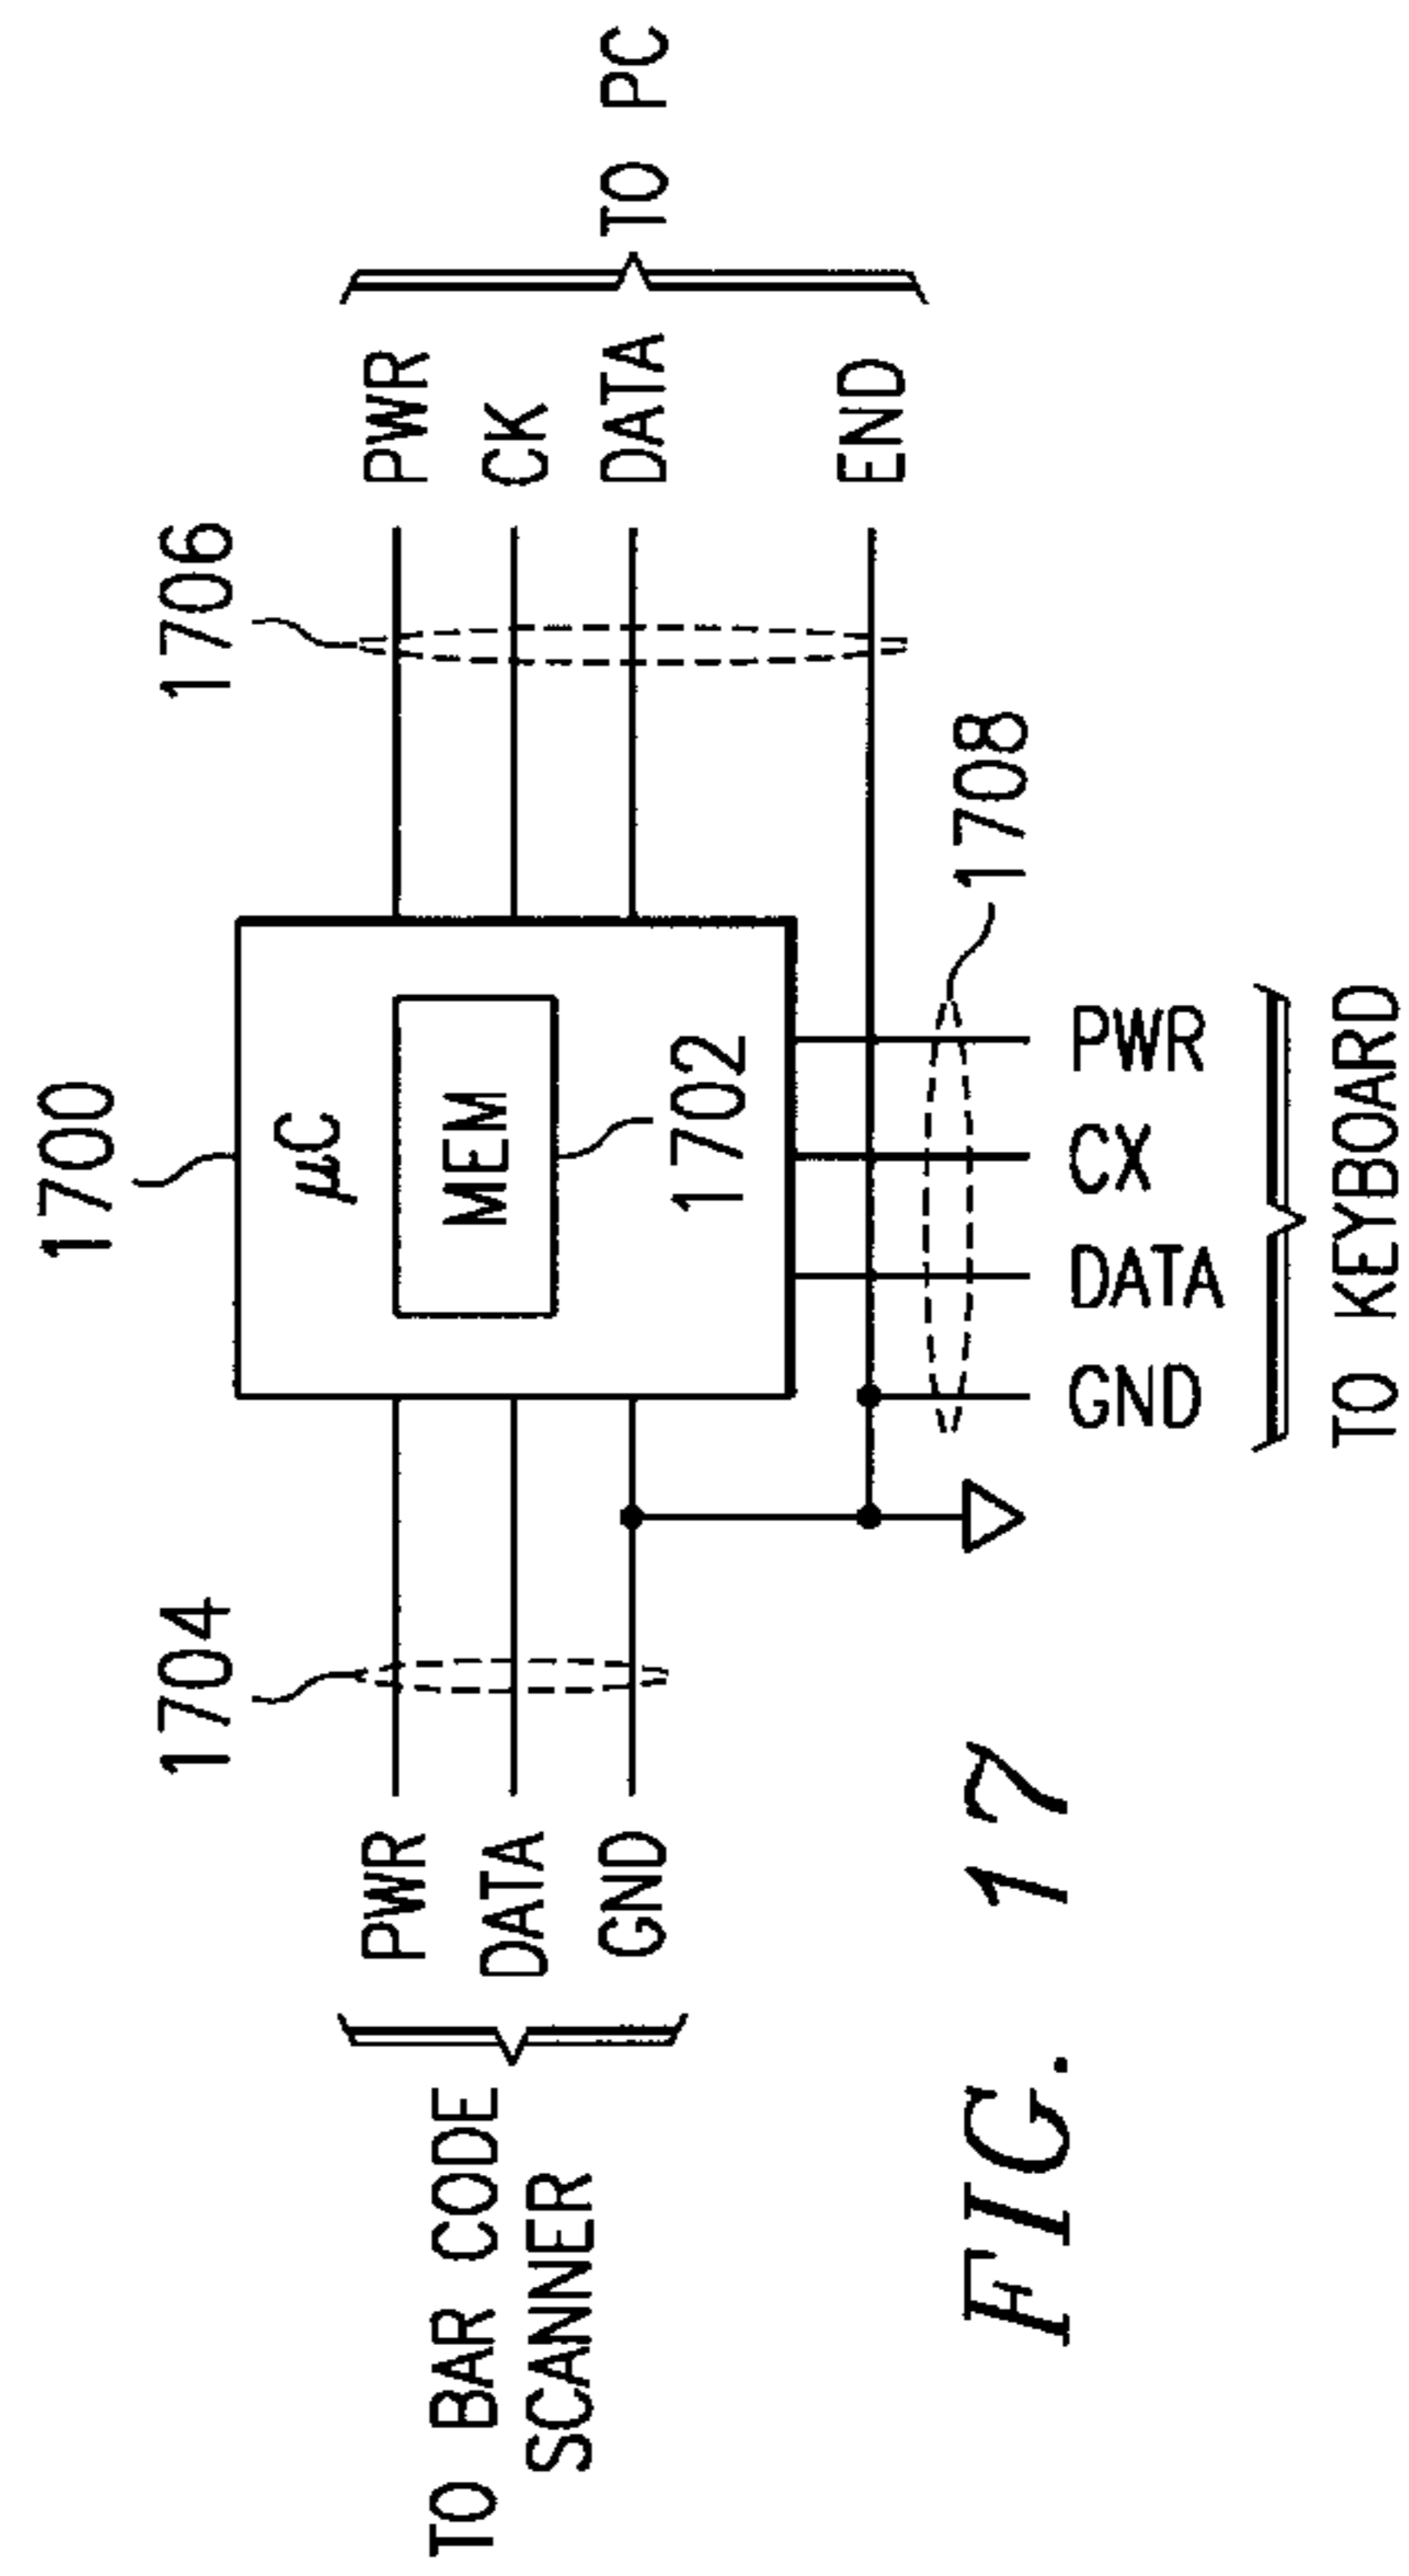 1700
μC
MEM
1702
1704
1706
1708
PWR
DATA
GND
TO BAR CODE
SCANNER
PWR
CK
DATA
END
TO PC
GND
DATA
CX
PWR
TO KEYBOARD
FIG. 17